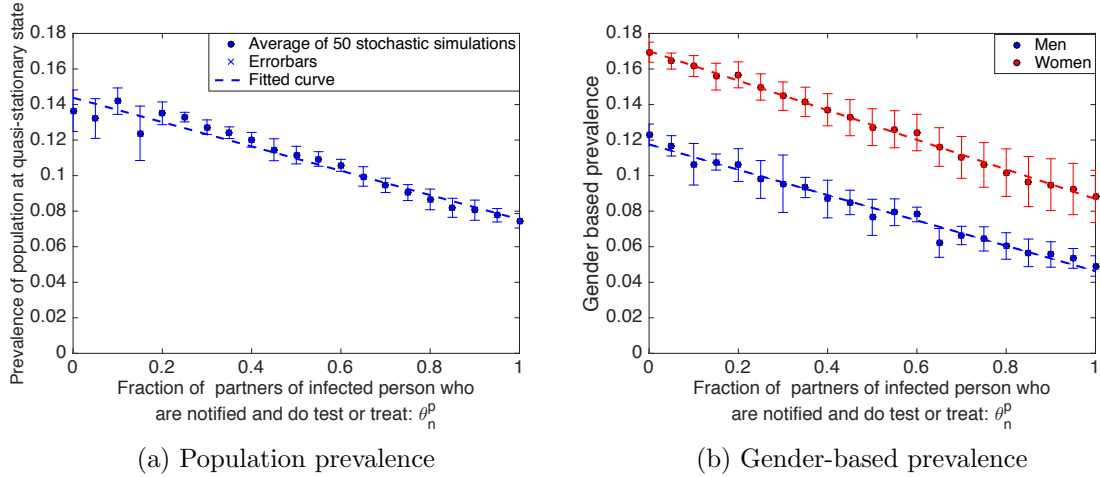 Prevalence of population at quasi-stationary state
0.18
0.16
0.14
0.12
0.1
0.08
0.06
0.04
0.02
0
Average of 50 stochastic simulations
Errorbars
Fitted curve
0 0.2 0.4 0.6 0.8 1
Fraction of partners of infected person who
are notified and do test or treat: θ_n^p
(a) Population prevalence
Gender based prevalence
0.18
0.16
0.14
0.12
0.1
0.08
0.06
0.04
0.02
0
Men
Women
0 0.2 0.4 0.6 0.8 1
Fraction of partners of infected person who
are notified and do test or treat: θ_n^p
(b) Gender-based prevalence